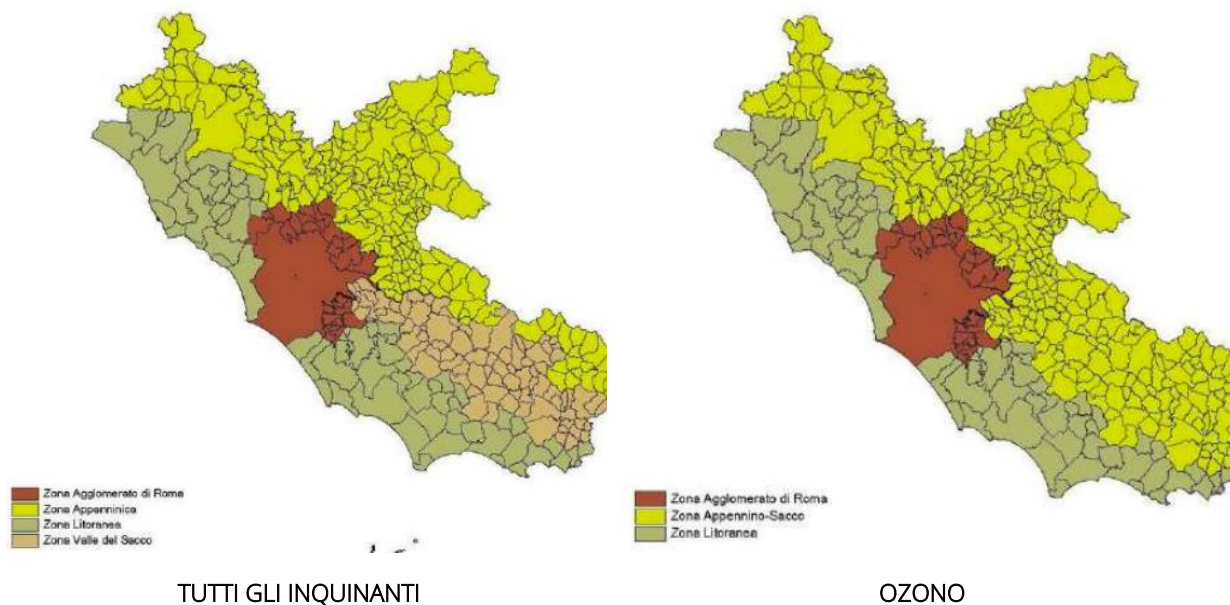 Zona Agglomerato di Roma
Zona Appenninica
Zona Litoranea
Zona Valle del Sacco
TUTTI GLI INQUINANTI
Zona Agglomerato di Roma
Zona Appennino-Sacco
Zona Litoranea
OZONO